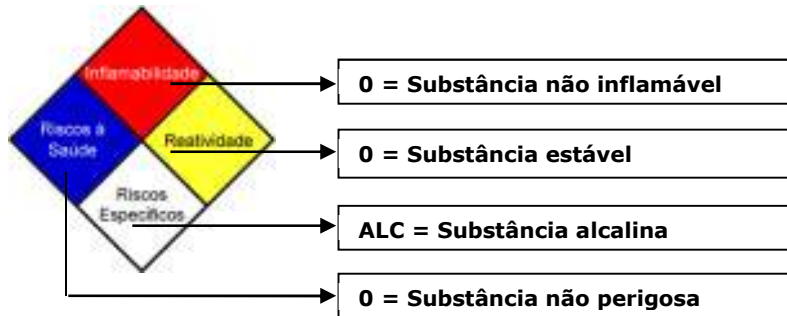 Inflamabilidade
0 = Substância não inflamável
Riscos à
Saúde
Reatividade
0 = Substância estável
Riscos
Específicos
ALC = Substância alcalina
0 = Substância não perigosa